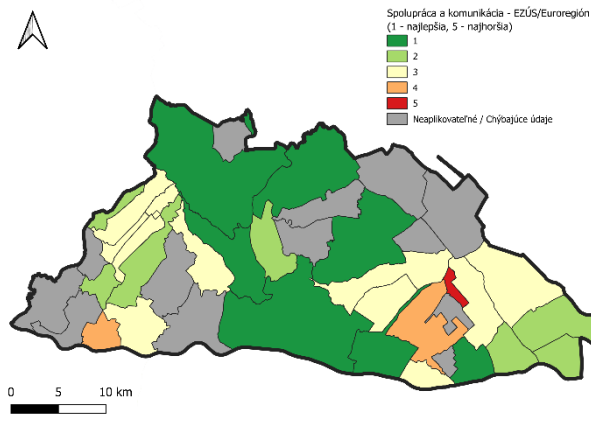 Spolupráca a komunikácia - EZÚS/Euroregión
(1 - najlepšia, 5 - najhoršia)
1
2
3
4
5
Neaplikovateľné / Chýbajúce údaje
0 5 10 km